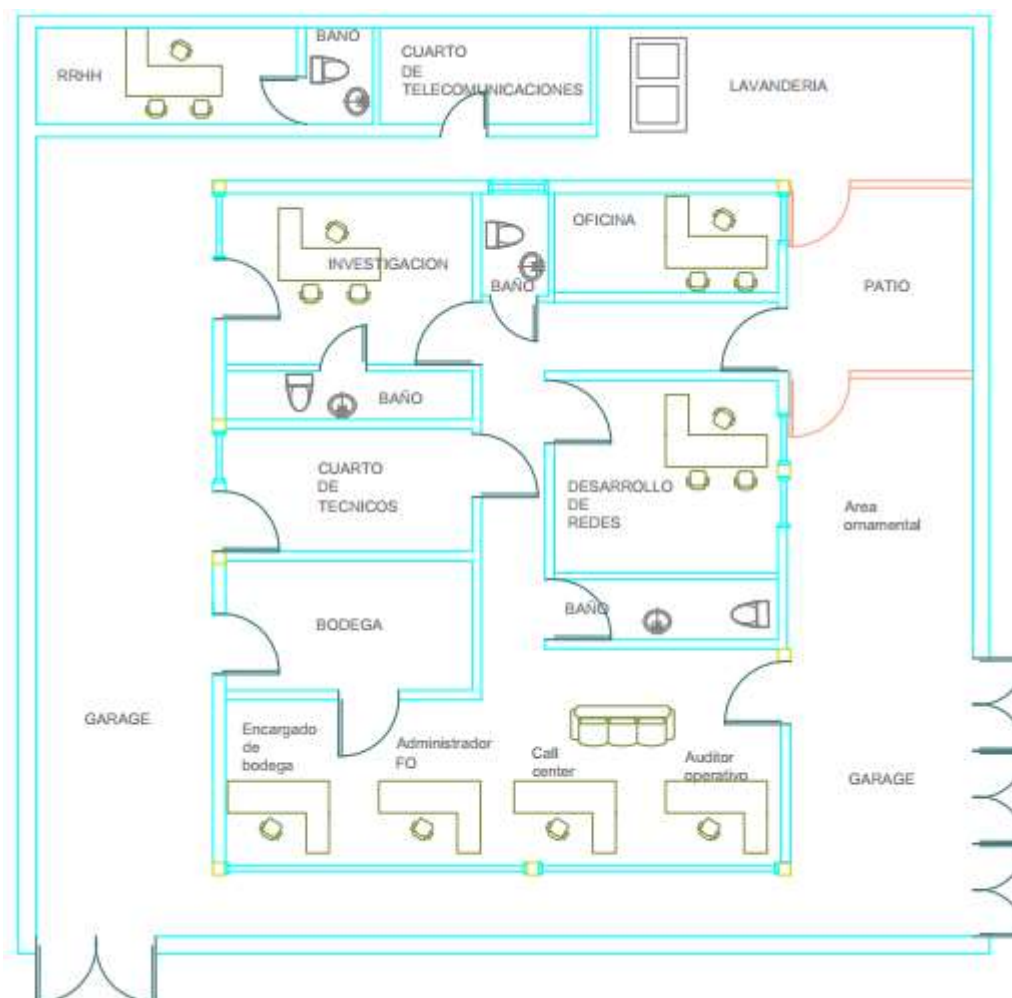 BAÑO
RRHH
CUARTO
DE
TELECOMUNICACIONES
LAVANDERIA
OFICINA
INVESTIGACION
BAÑO
PATIO
BAÑO
CUARTO
DE
TECNICOS
DESARROLLO
DE
REDES
Area
ornamental
BAÑO
BODEGA
GARAGE
Encargado
de
bodega
Administrador
FO
Call
center
Auditor
operativo
GARAGE